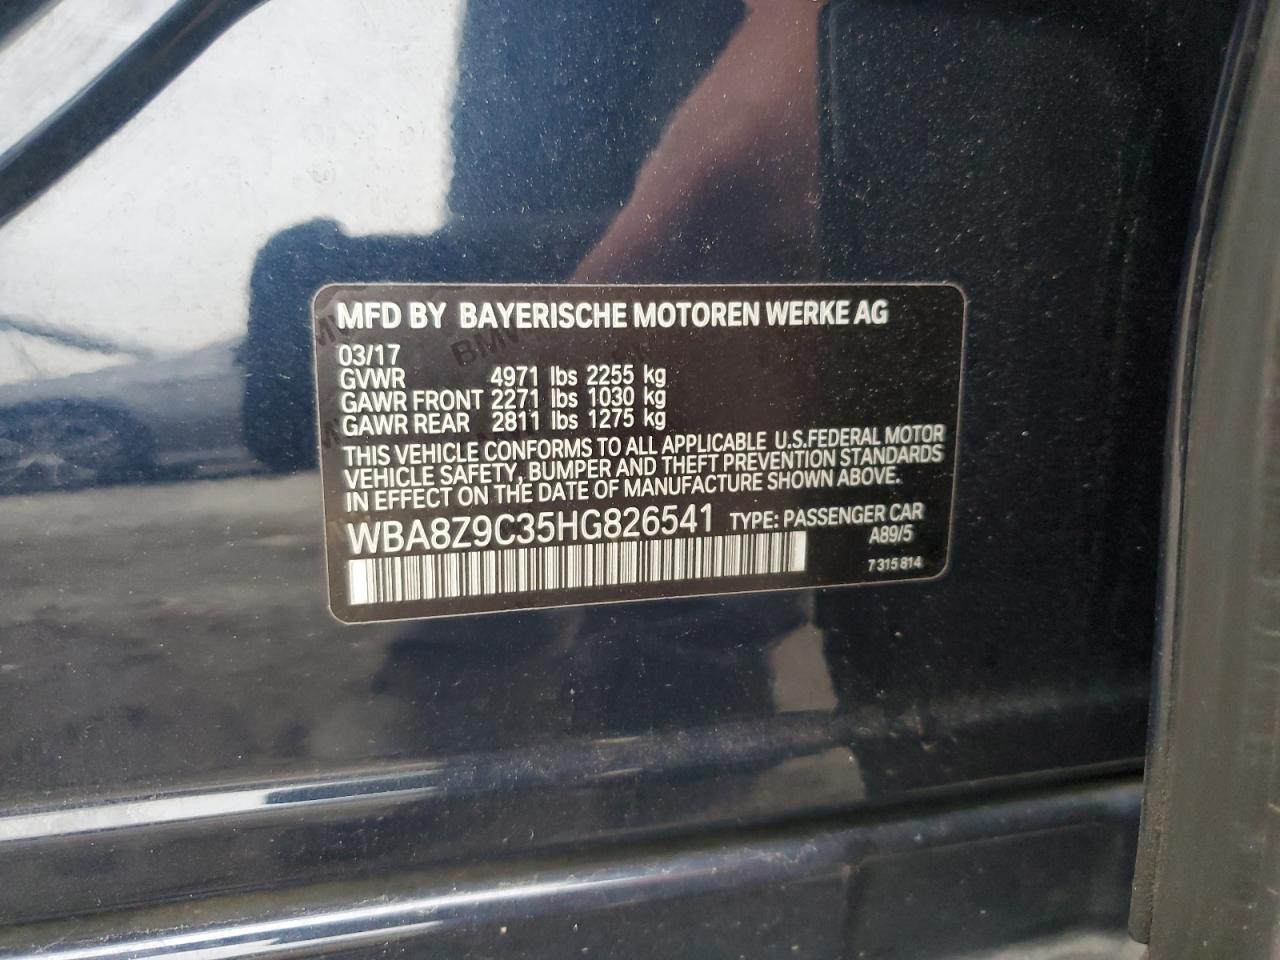 MFD BY BAYERISCHE MOTOREN WERKE AG
03/17
GVWR 4971 lbs 2255 kg
GAWR FRONT 2271 lbs 1030 kg
GAWR REAR 2811 lbs 1275 kg
THIS VEHICLE CONFORMS TO ALL APPLICABLE U.S.FEDERAL MOTOR
VEHICLE SAFETY, BUMPER AND THEFT PREVENTION STANDARDS
IN EFFECT ON THE DATE OF MANUFACTURE SHOWN ABOVE.
WBA8Z9C35HG826541 TYPE: PASSENGER CAR
A89/5
7 315 814